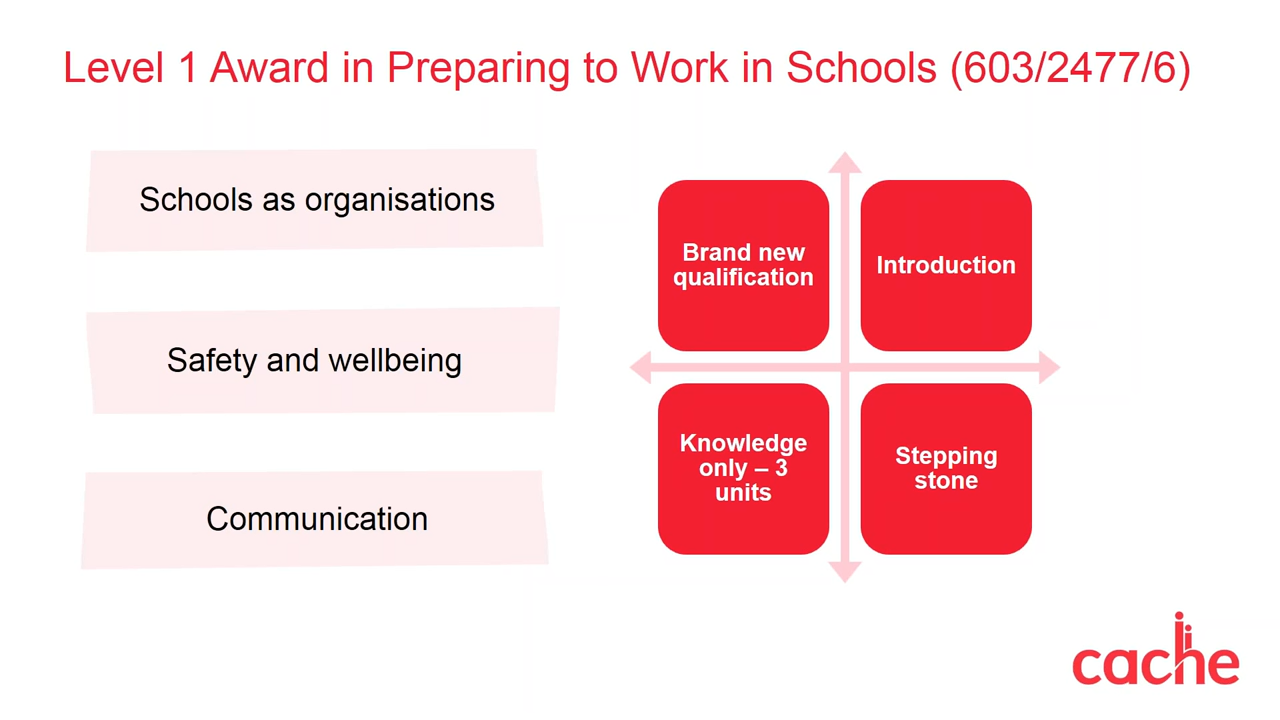 Level 1 Award in Preparing to Work in Schools (603/2477/6)
Schools as organisations
Safety and wellbeing
Communication
Brand new
qualification
Introduction
Knowledge
only – 3
units
Stepping
stone
cache